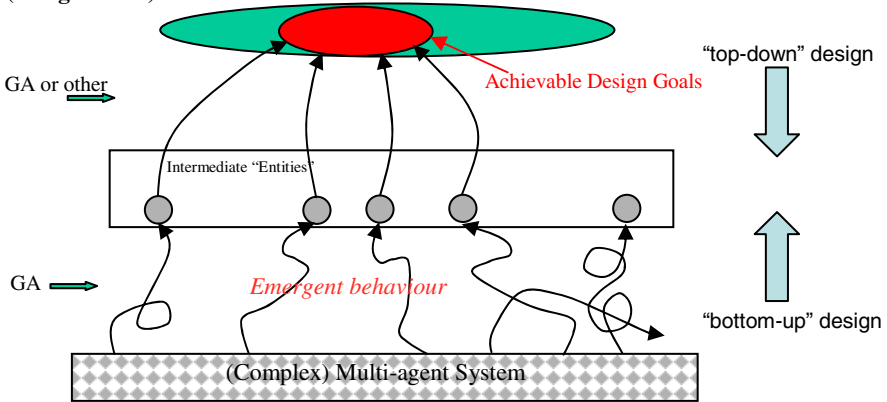 “top-down” design
Achievable Design Goals
GA or other
Intermediate “Entities”
GA
Emergent behaviour
“bottom-up” design
(Complex) Multi-agent System